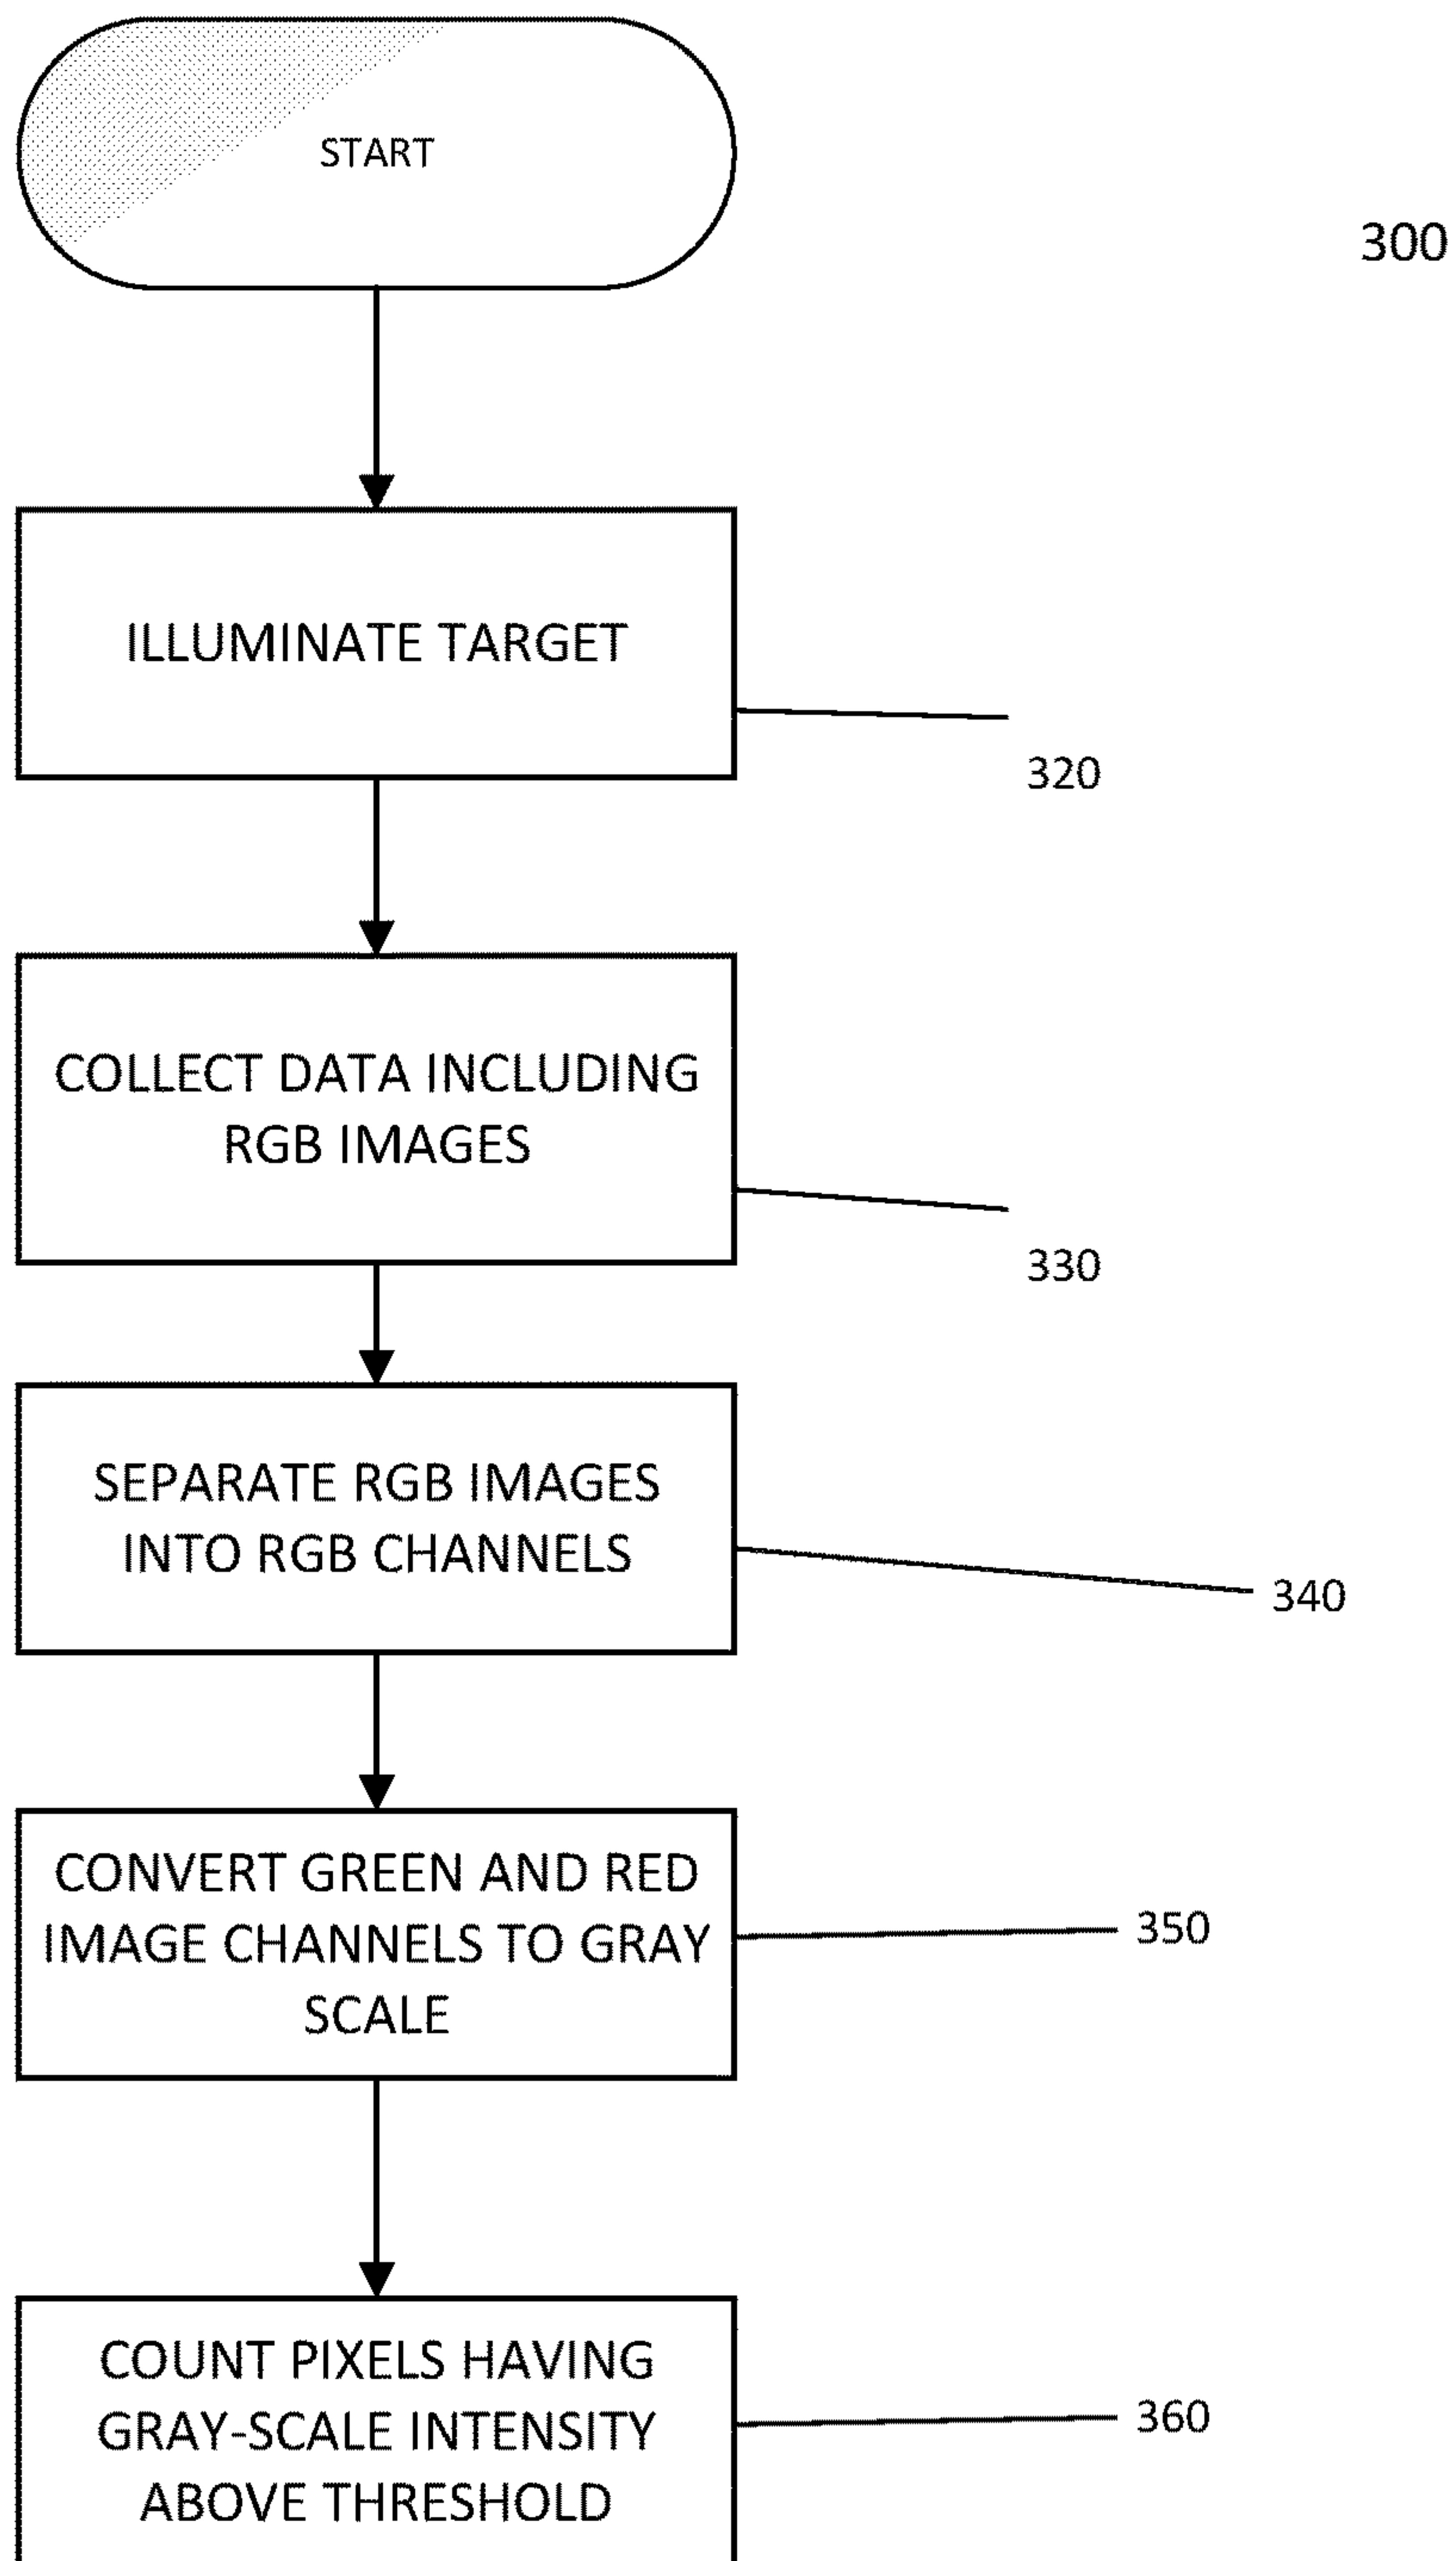 START
300
ILLUMINATE TARGET
320
COLLECT DATA INCLUDING
RGB IMAGES
330
SEPARATE RGB IMAGES
INTO RGB CHANNELS
340
CONVERT GREEN AND RED
IMAGE CHANNELS TO GRAY
SCALE
350
COUNT PIXELS HAVING
GRAY-SCALE INTENSITY
ABOVE THRESHOLD
360